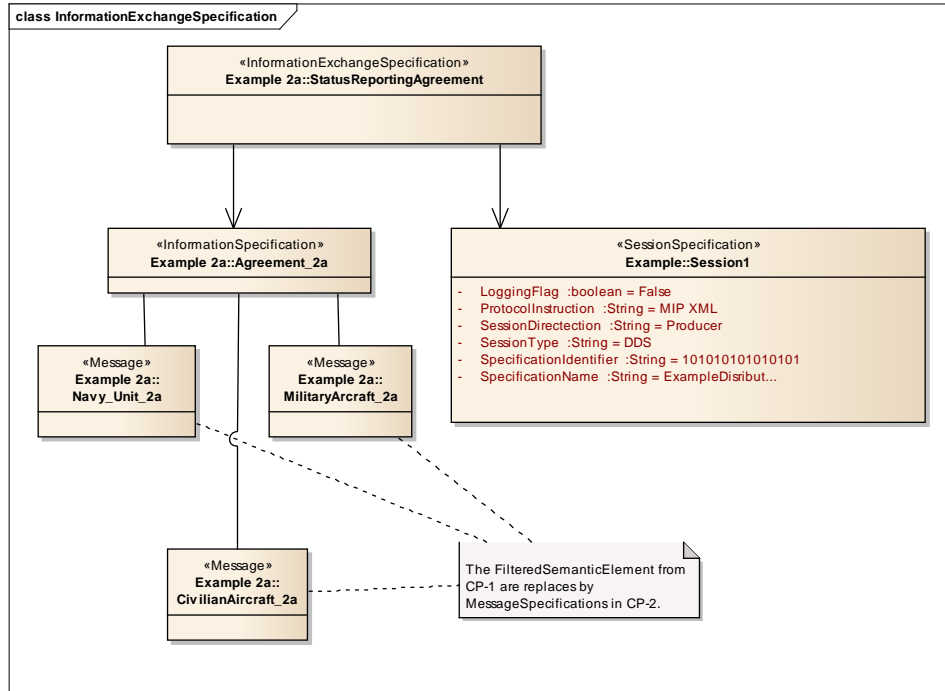 class InformationExchangeSpecification
«InformationExchangeSpecification»
Example 2a::StatusReportingAgreement
«InformationSpecification»
Example 2a::Agreement_2a
«SessionSpecification»
Example::Session1
- LoggingFlag :boolean = False
- ProtocolInstruction :String = MIP XML
- SessionDirectection :String = Producer
- SessionType :String = DDS
- SpecificationIdentifier :String = 101010101010101
- SpecificationName :String = ExampleDisribut...
«Message»
Example 2a::
Navy_Unit_2a
«Message»
Example 2a::
MilitaryArcraft_2a
«Message»
Example 2a::
CivilianAircraft_2a
The FilteredSemanticElement from
CP-1 are replaces by
MessageSpecifications in CP-2.